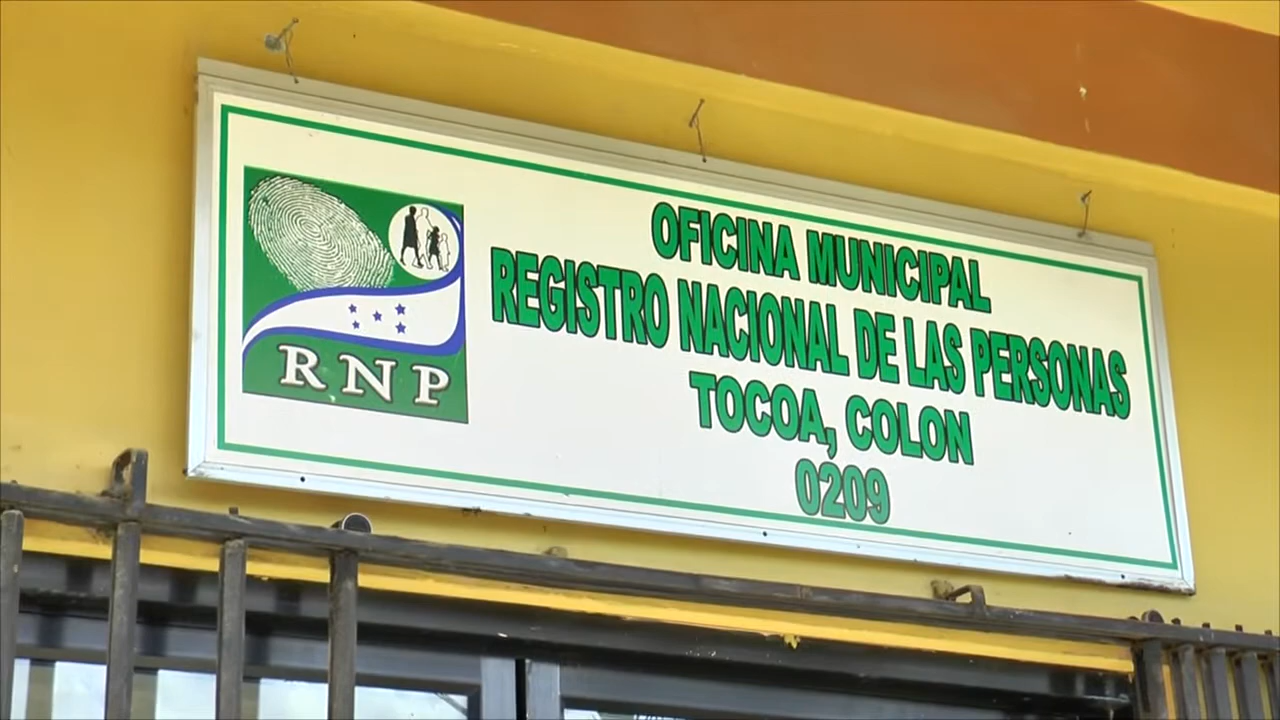 RNP
OFICINA MUNICIPAL
REGISTRO NACIONAL DE LAS PERSONAS
TOCOA, COLON
0209